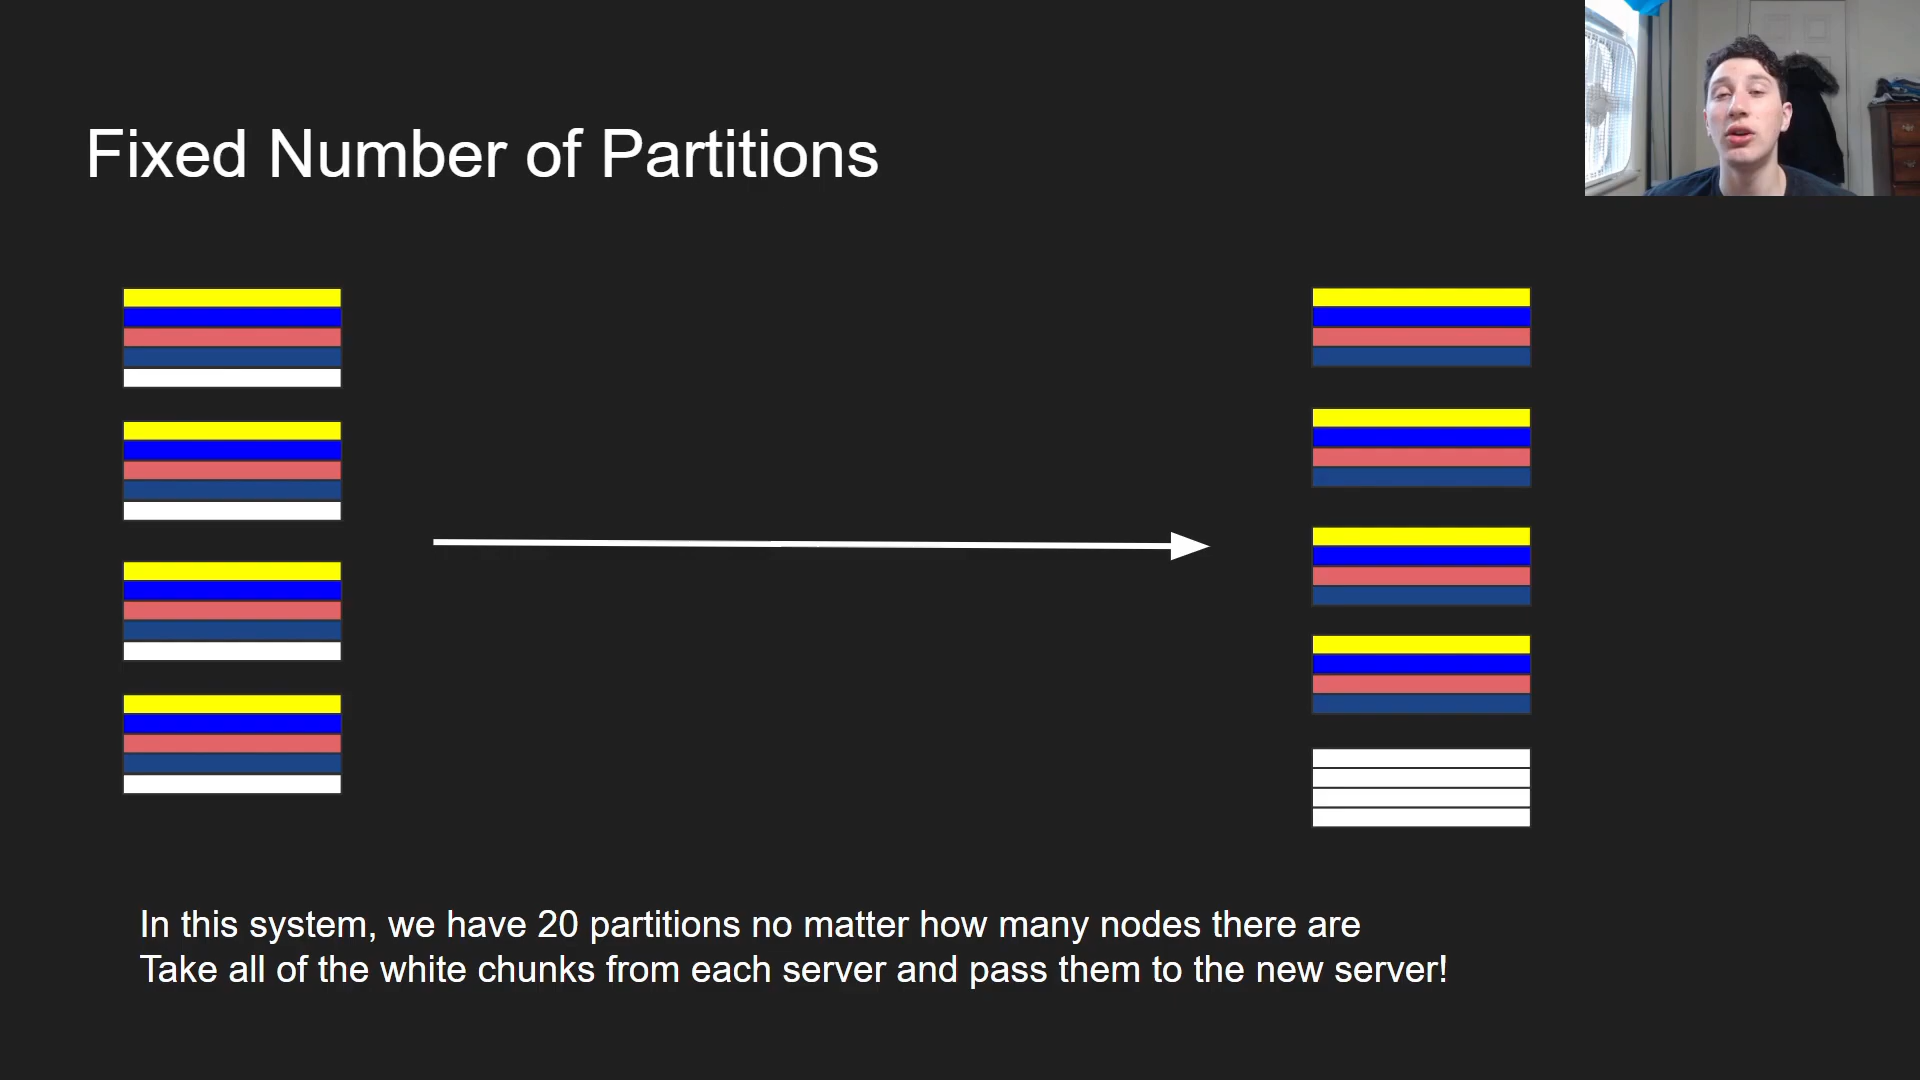 Fixed Number of Partitions
In this system, we have 20 partitions no matter how many nodes there are
Take all of the white chunks from each server and pass them to the new server!